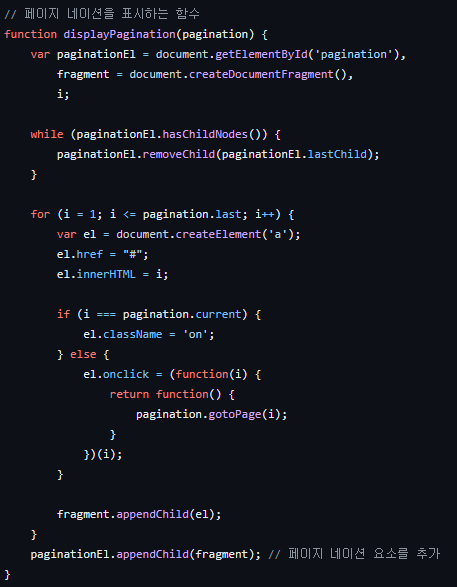 // 페이지 네이션을 표시하는 함수
function displayPagination(pagination) {
    var paginationEl = document.getElementById('pagination'),
        fragment = document.createDocumentFragment(),
        i;

    while (paginationEl.hasChildNodes()) {
        paginationEl.removeChild(paginationEl.lastChild);
    }

    for (i = 1; i <= pagination.last; i++) {
        var el = document.createElement('a');
        el.href = "#";
        el.innerHTML = i;

        if (i === pagination.current) {
            el.className = 'on';
        } else {
            el.onclick = (function(i) {
                return function() {
                    pagination.gotoPage(i);
                }
            })(i);
        }

        fragment.appendChild(el);
    }
    paginationEl.appendChild(fragment); // 페이지 네이션 요소를 추가
}